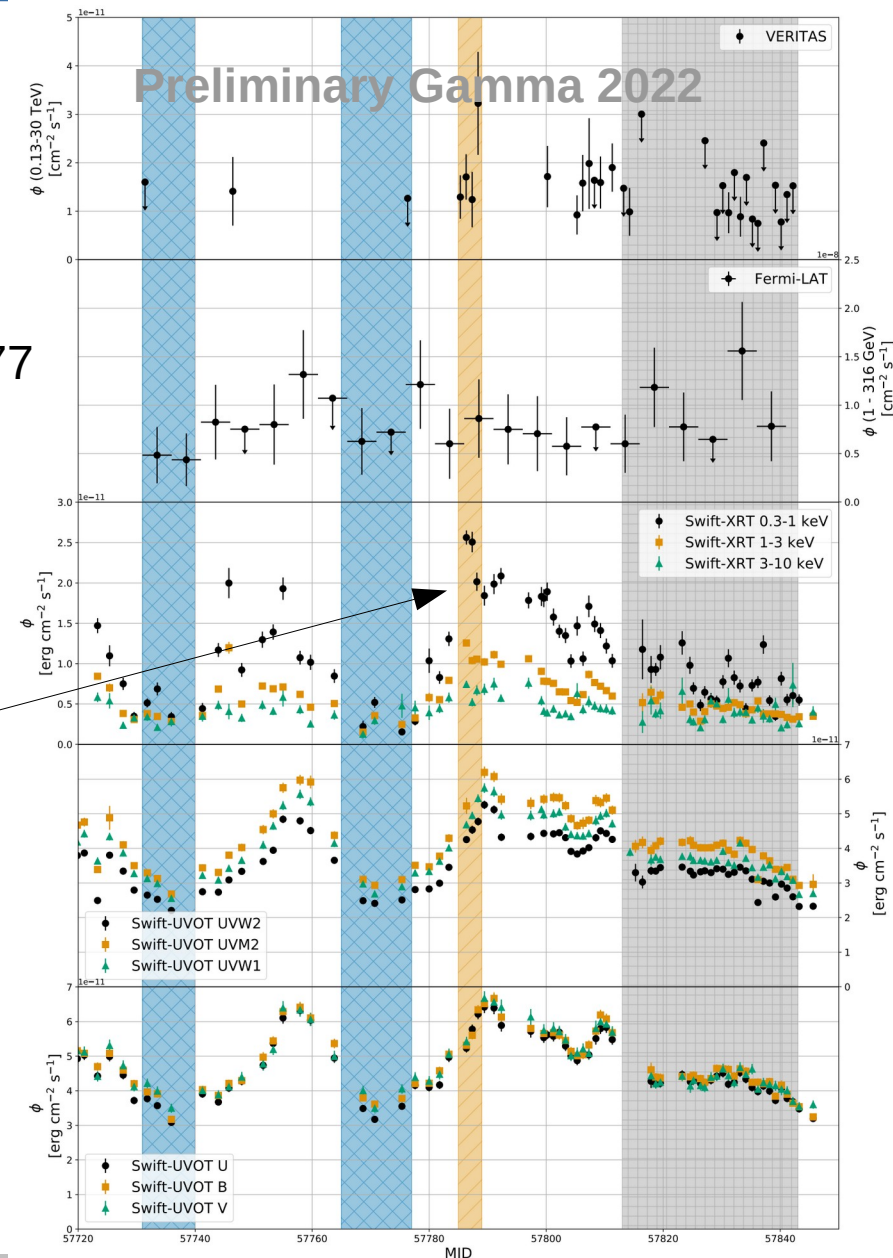 1e−11
5
4
3
2
1
0
ϕ (0.13-30 TeV)
[cm⁻² s⁻¹]
VERITAS
Preliminary Gamma 2022
1e−8
2.5
2.0
1.5
1.0
0.5
0.0
ϕ (1 - 316 GeV)
[cm⁻² s⁻¹]
Fermi-LAT
77
1e−11
3.0
2.5
2.0
1.5
1.0
0.5
0.0
ϕ
[erg cm⁻² s⁻¹]
Swift-XRT 0.3-1 keV
Swift-XRT 1-3 keV
Swift-XRT 3-10 keV
1e−11
7
6
5
4
3
2
1
0
ϕ
[erg cm⁻² s⁻¹]
Swift-UVOT UVW2
Swift-UVOT UVM2
Swift-UVOT UVW1
1e−11
7
6
5
4
3
2
1
0
ϕ
[erg cm⁻² s⁻¹]
Swift-UVOT U
Swift-UVOT B
Swift-UVOT V
57720 57740 57760 57780 57800 57820 57840
MJD